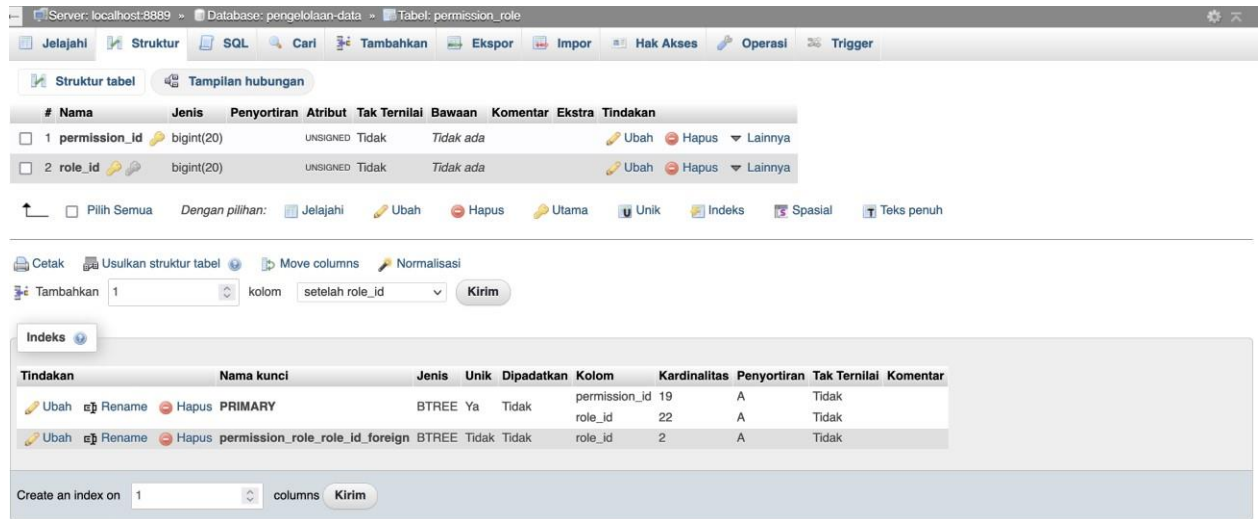 Server: localhost:8889 » Database: pengelolaan-data » Tabel: permission_role
Jelajahi Struktur SQL Cari Tambahkan Ekspor Impor Hak Akses Operasi Trigger
Struktur tabel Tampilan hubungan
# Nama Jenis Penyortiran Atribut Tak Ternilai Bawaan Komentar Ekstra Tindakan
1 permission_id bigint(20) UNSIGNED Tidak Tidak ada Ubah Hapus Lainnya
2 role_id bigint(20) UNSIGNED Tidak Tidak ada Ubah Hapus Lainnya
Pilih Semua Dengan pilihan: Jelajahi Ubah Hapus Utama Unik Indeks Spasial Teks penuh
Cetak Usulkan struktur tabel Move columns Normalisasi
Tambahkan 1 kolom setelah role_id Kirim
Indeks
Tindakan Nama kunci Jenis Unik Dipadatkan Kolom Kardinalitas Penyortiran Tak Ternilai Komentar
Ubah Rename Hapus PRIMARY BTREE Ya Tidak permission_id 19 A Tidak
role_id 22 A Tidak
Ubah Rename Hapus permission_role_role_id_foreign BTREE Tidak Tidak role_id 2 A Tidak
Create an index on 1 columns Kirim